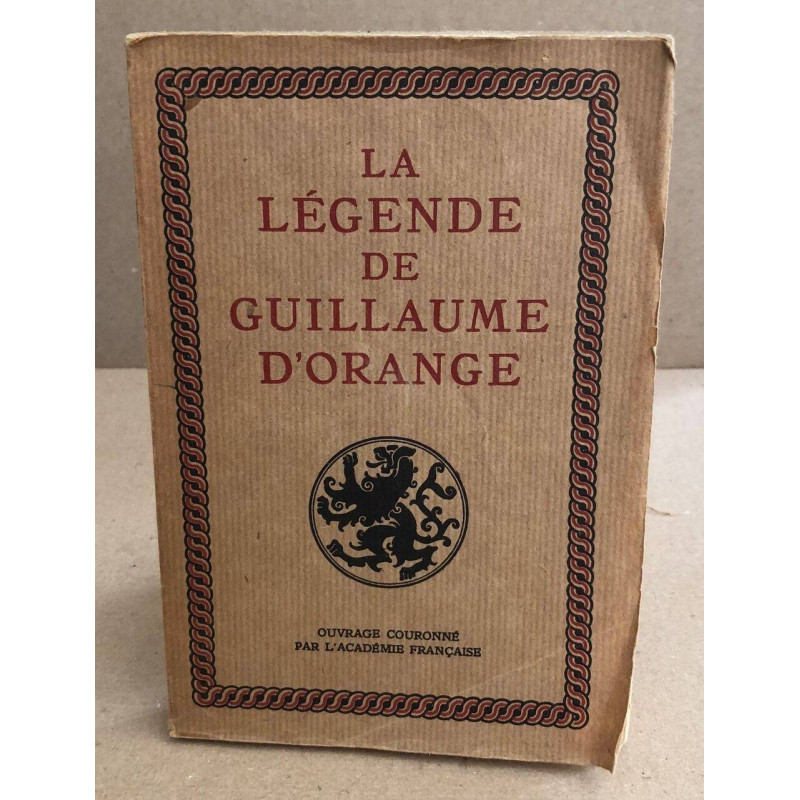 LA
LÉGENDE
DE
GUILLAUME
D'ORANGE
OUVRAGE COURONNÉ
PAR L'ACADÉMIE FRANÇAISE